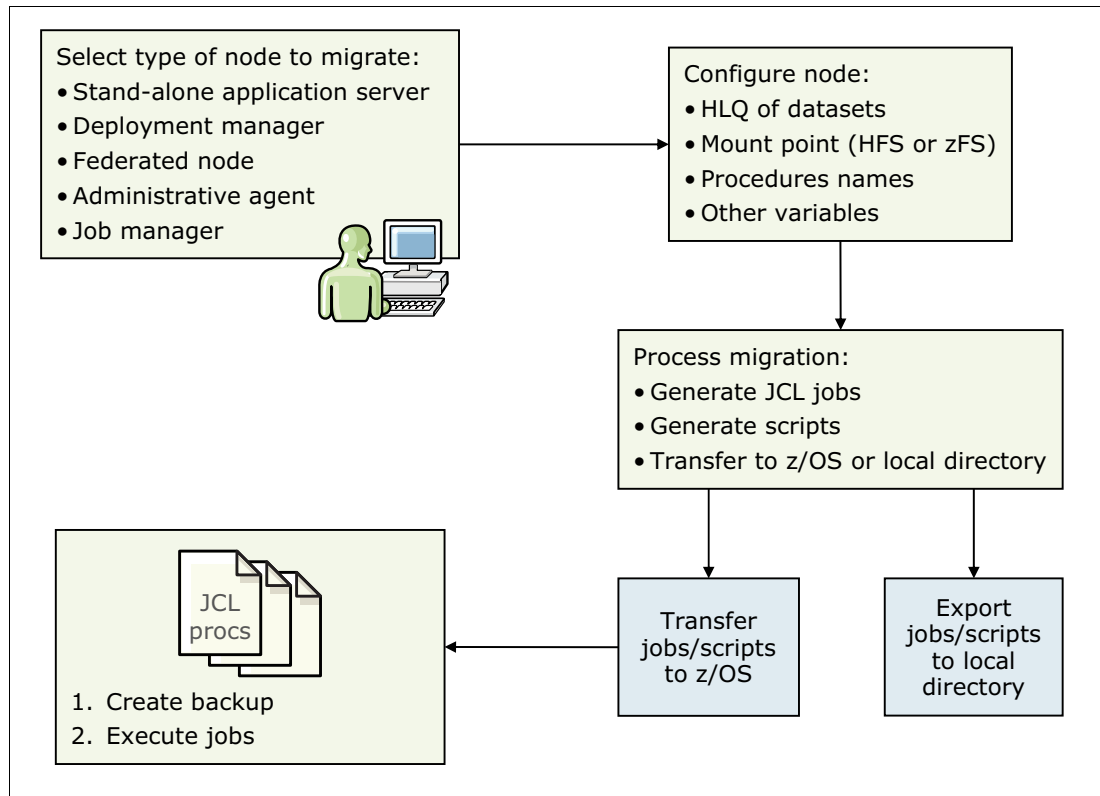 Select type of node to migrate:
• Stand-alone application server
• Deployment manager
• Federated node
• Administrative agent
• Job manager
Configure node:
• HLQ of datasets
• Mount point (HFS or zFS)
• Procedures names
• Other variables
Process migration:
• Generate JCL jobs
• Generate scripts
• Transfer to z/OS or local directory
Transfer
jobs/scripts
to z/OS
Export
jobs/scripts
to local
directory
JCL
procs
1. Create backup
2. Execute jobs